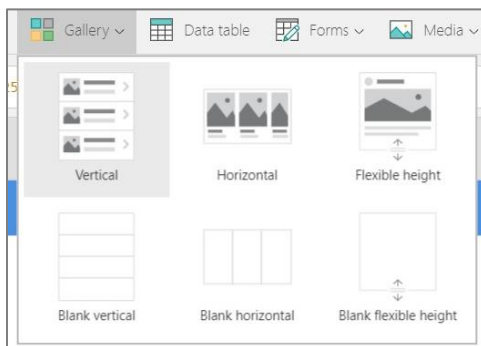 Gallery Data table Forms Media
Vertical Horizontal Flexible height
Blank vertical Blank horizontal Blank flexible height